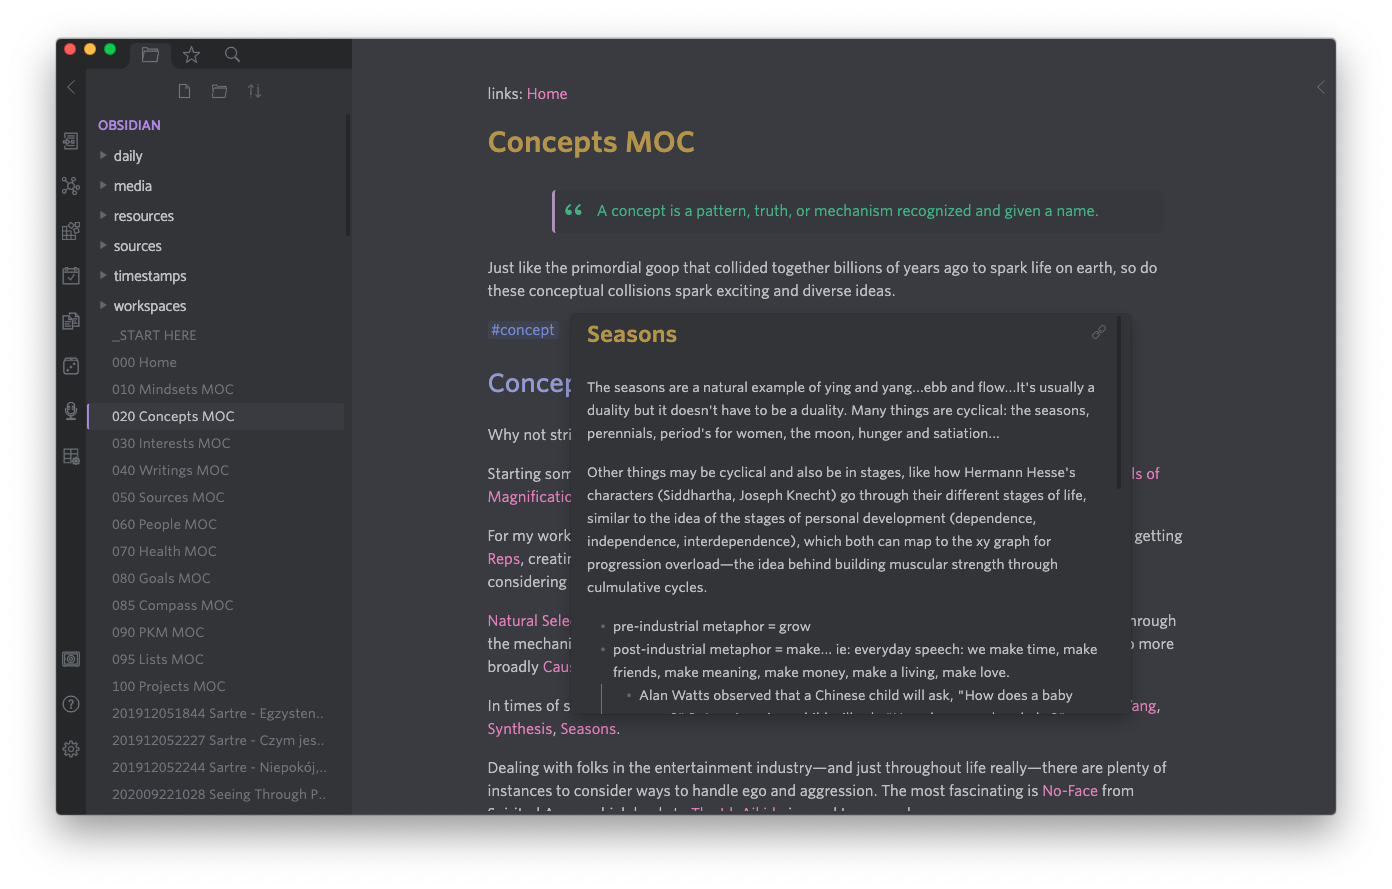 OBSIDIAN
daily
media
resources
sources
timestamps
workspaces
_START HERE
000 Home
010 Mindsets MOC
020 Concepts MOC
030 Interests MOC
040 Writings MOC
050 Sources MOC
060 People MOC
070 Health MOC
080 Goals MOC
085 Compass MOC
090 PKM MOC
095 Lists MOC
100 Projects MOC
201912051844 Sartre - Egzysten..
201912052227 Sartre - Czym jes..
201912052244 Sartre - Niepokój,..
202009221028 Seeing Through P..
links: Home
Concepts MOC
“ A concept is a pattern, truth, or mechanism recognized and given a name.
Just like the primordial goop that collided together billions of years ago to spark life on earth, so do
these conceptual collisions spark exciting and diverse ideas.
#concept
Concep
Why not stri
Starting som
ls of
Magnificatio
For my work
getting
Reps, creatin
considering
Natural Sele
hrough
the mechani
more
broadly Cau
In times of s
Yang,
Synthesis, Seasons.
Dealing with folks in the entertainment industry—and just throughout life really—there are plenty of
instances to consider ways to handle ego and aggression. The most fascinating is No-Face from
Seasons
The seasons are a natural example of ying and yang...ebb and flow...It's usually a
duality but it doesn't have to be a duality. Many things are cyclical: the seasons,
perennials, period's for women, the moon, hunger and satiation...
Other things may be cyclical and also be in stages, like how Hermann Hesse's
characters (Siddhartha, Joseph Knecht) go through their different stages of life,
similar to the idea of the stages of personal development (dependence,
independence, interdependence), which both can map to the xy graph for
progression overload—the idea behind building muscular strength through
culmulative cycles.
pre-industrial metaphor = grow
post-industrial metaphor = make... ie: everyday speech: we make time, make
friends, make meaning, make money, make a living, make love.
Alan Watts observed that a Chinese child will ask, "How does a baby